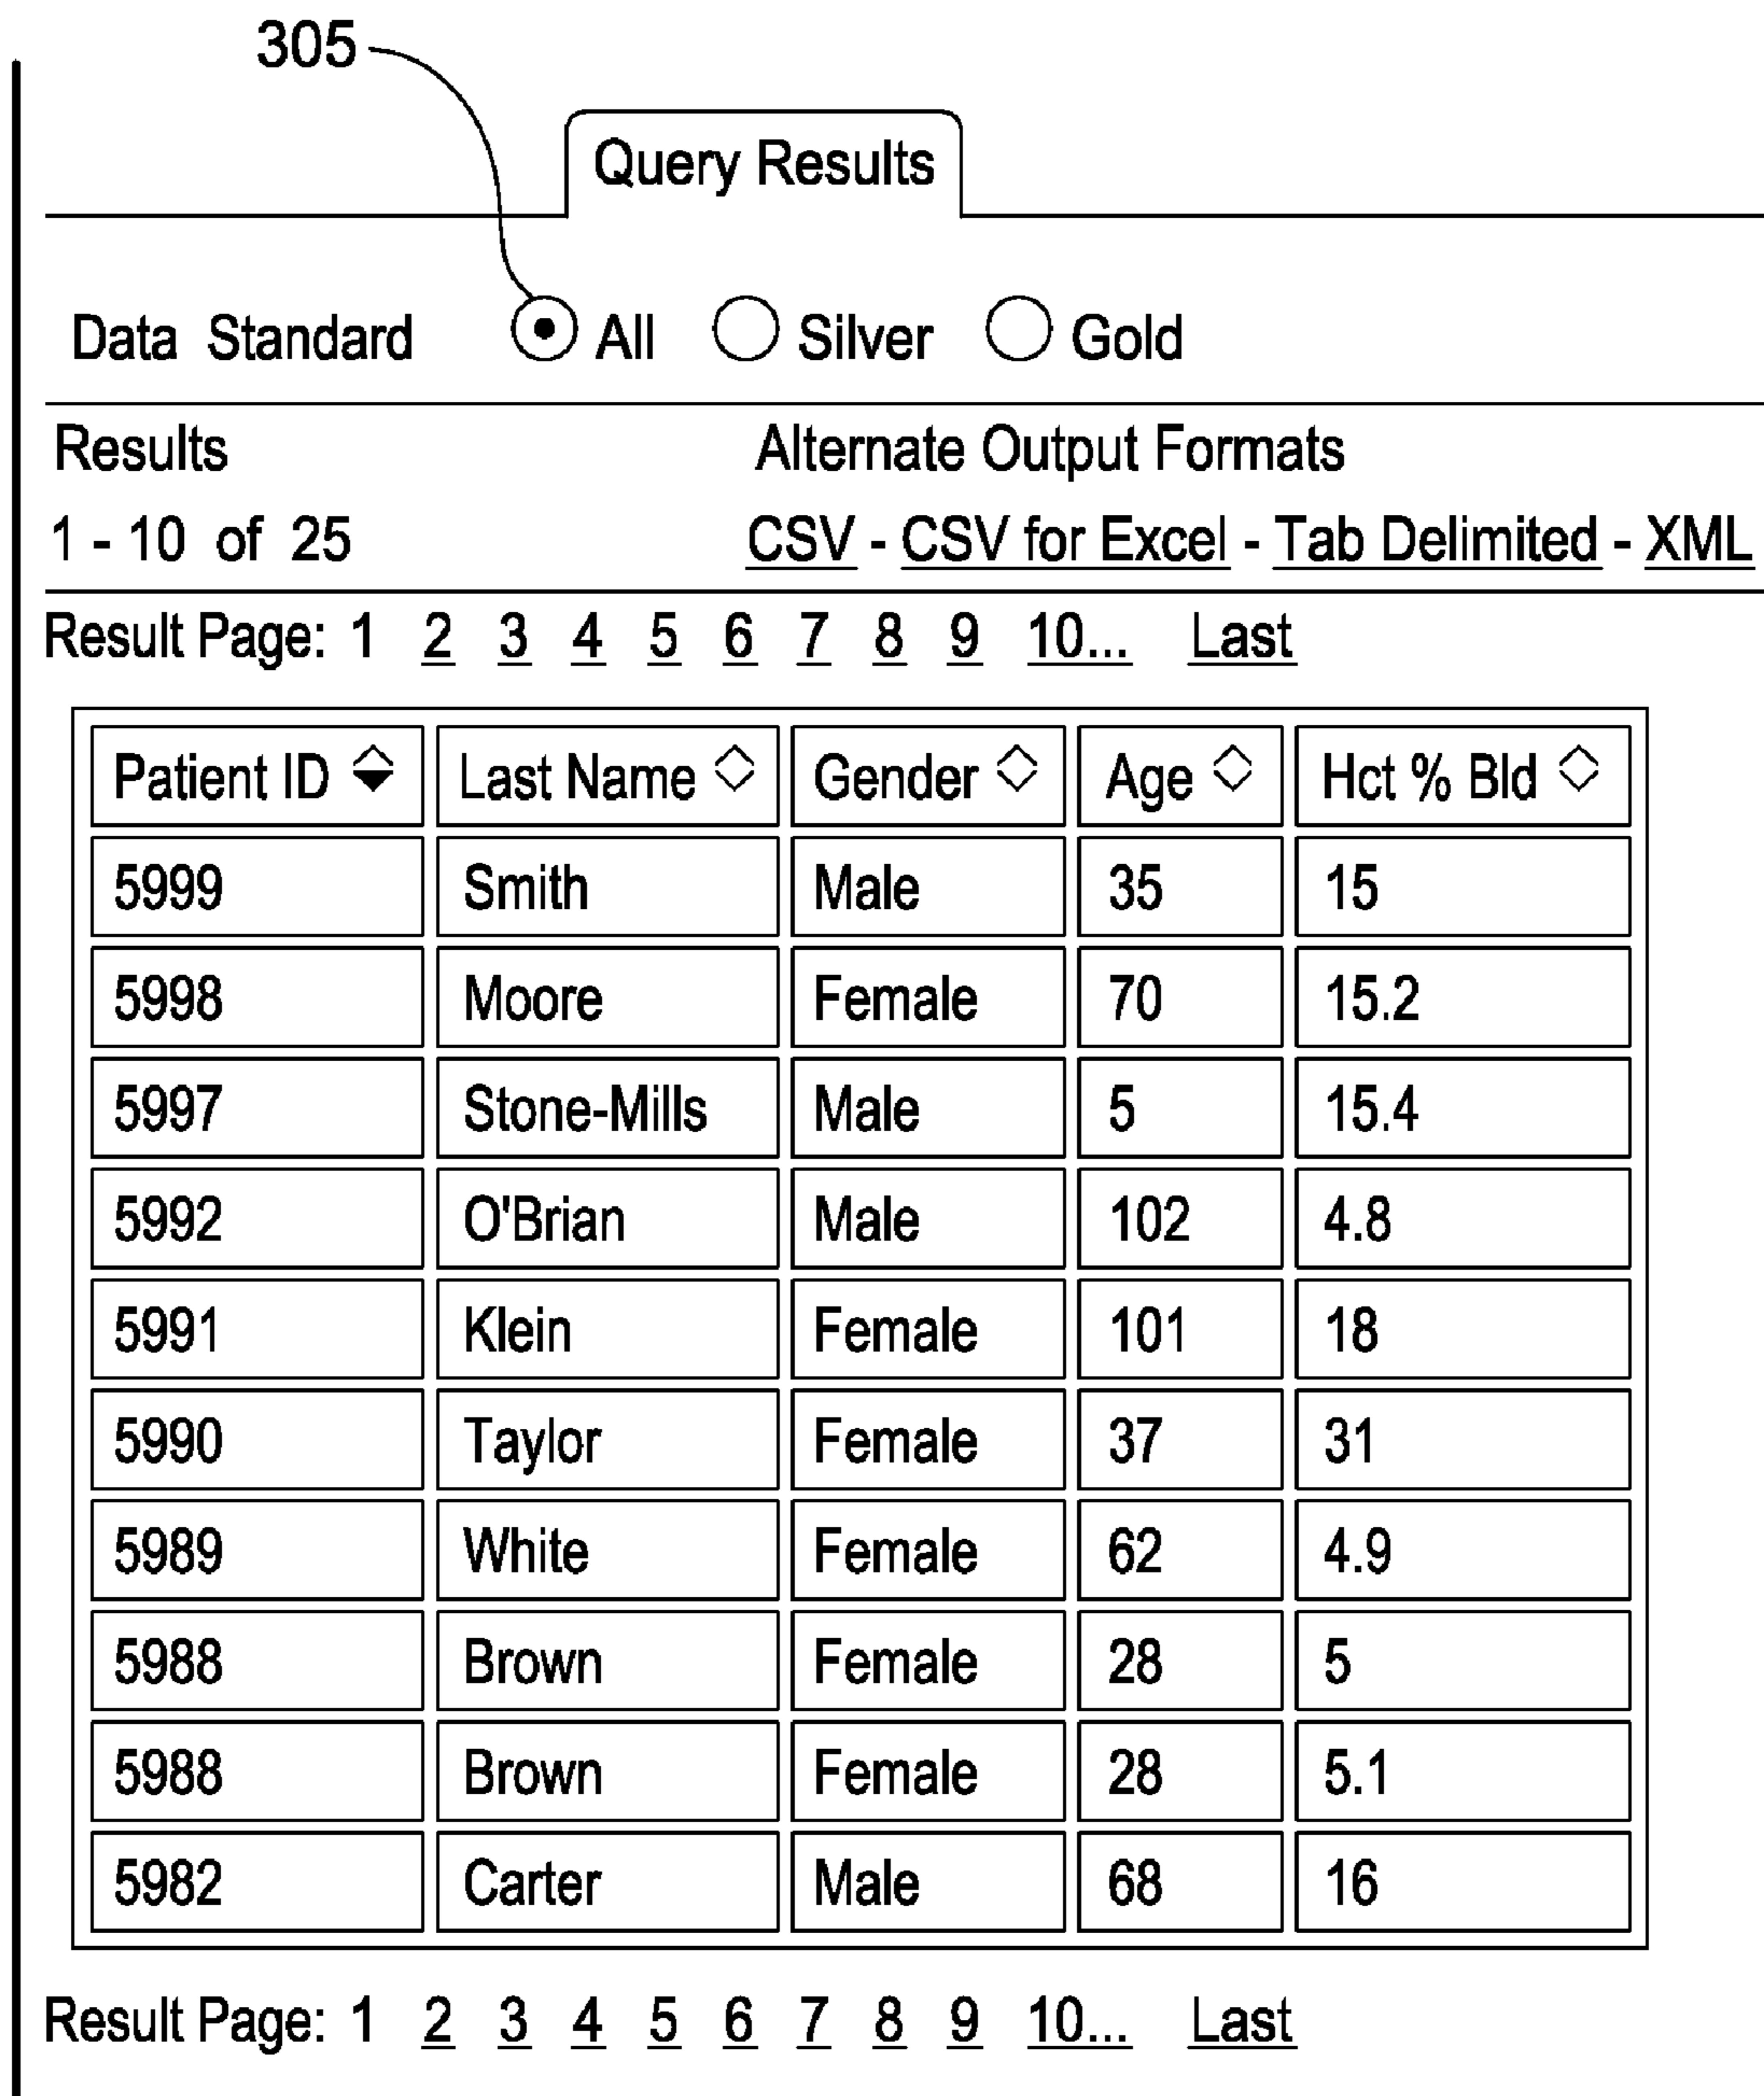 305
Query Results
Data Standard All Silver Gold
Results Alternate Output Formats
1 - 10 of 25 CSV - CSV for Excel - Tab Delimited - XML
Result Page: 1 2 3 4 5 6 7 8 9 10... Last
Patient ID Last Name Gender Age Hct % Bld
5999 Smith Male 35 15
5998 Moore Female 70 15.2
5997 Stone-Mills Male 5 15.4
5992 O'Brian Male 102 4.8
5991 Klein Female 101 18
5990 Taylor Female 37 31
5989 White Female 62 4.9
5988 Brown Female 28 5
5988 Brown Female 28 5.1
5982 Carter Male 68 16
Result Page: 1 2 3 4 5 6 7 8 9 10... Last